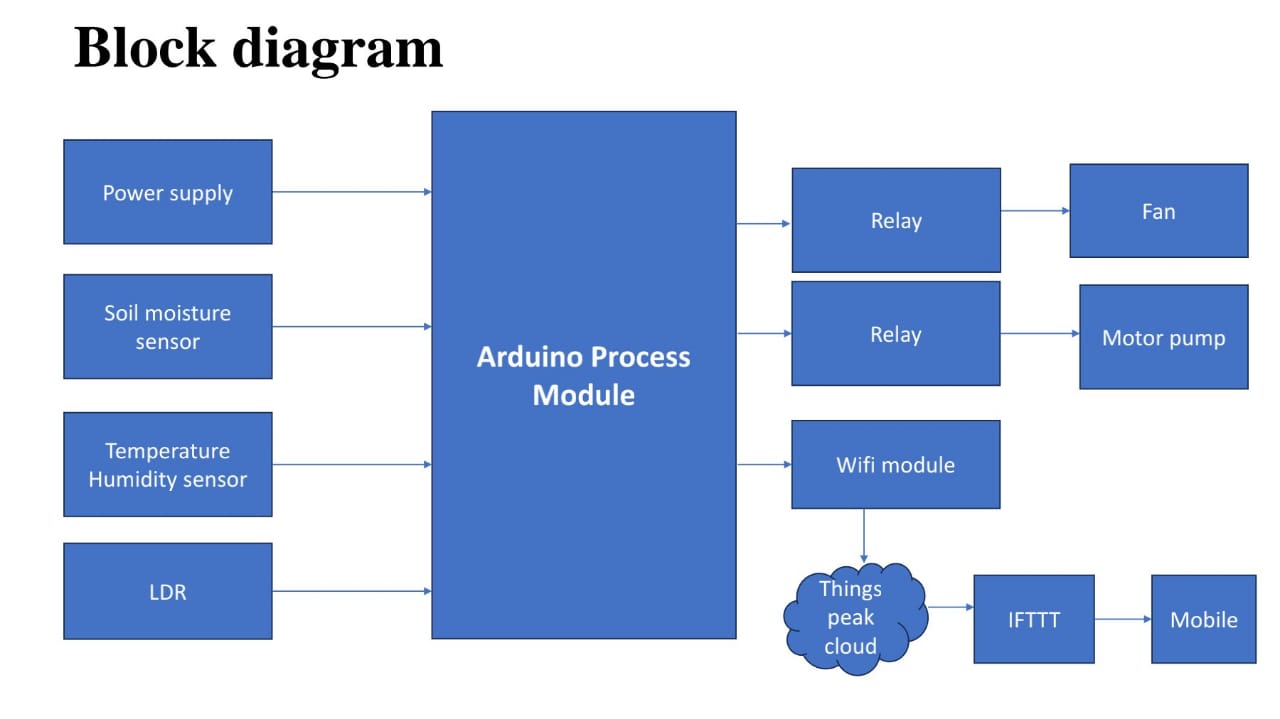 Block diagram
Power supply
Soil moisture
sensor
Temperature
Humidity sensor
LDR
Arduino Process
Module
Relay
Fan
Relay
Motor pump
Wifi module
Things
peak
cloud
IFTTT
Mobile